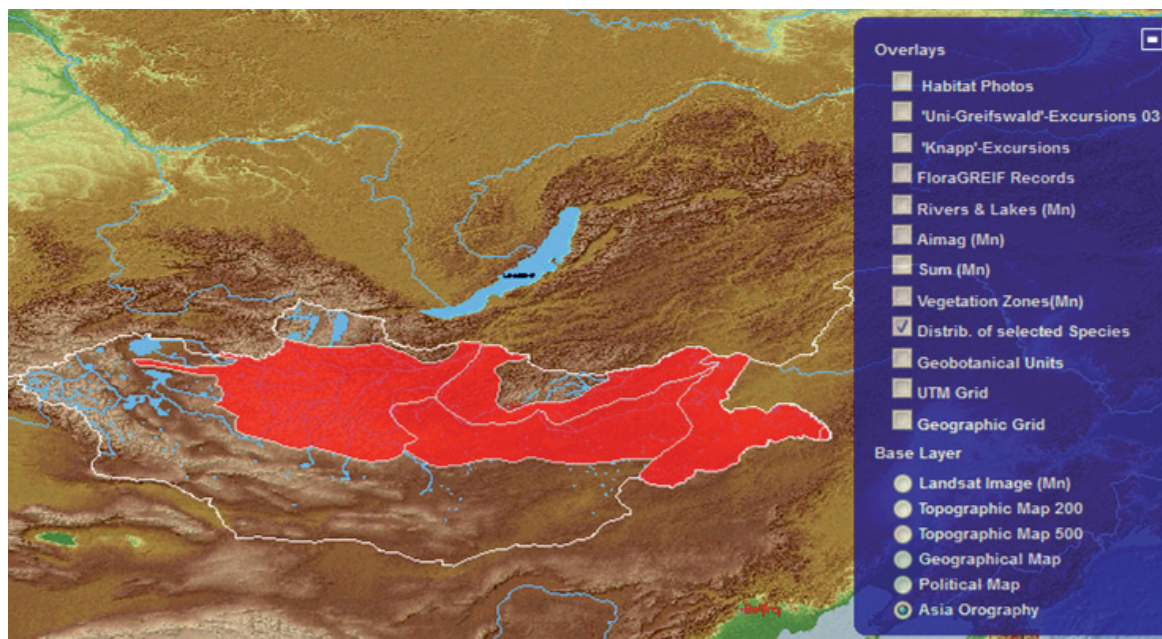 Overlays
Habitat Photos
'Uni-Greifswald'-Excursions 03
'Knapp'-Excursions
FloraGREIF Records
Rivers & Lakes (Mn)
Aimag (Mn)
Sum (Mn)
Vegetation Zones(Mn)
Distrib. of selected Species
Geobotanical Units
UTM Grid
Geographic Grid
Base Layer
Landsat Image (Mn)
Topographic Map 200
Topographic Map 500
Geographical Map
Political Map
Asia Orography
Beijing